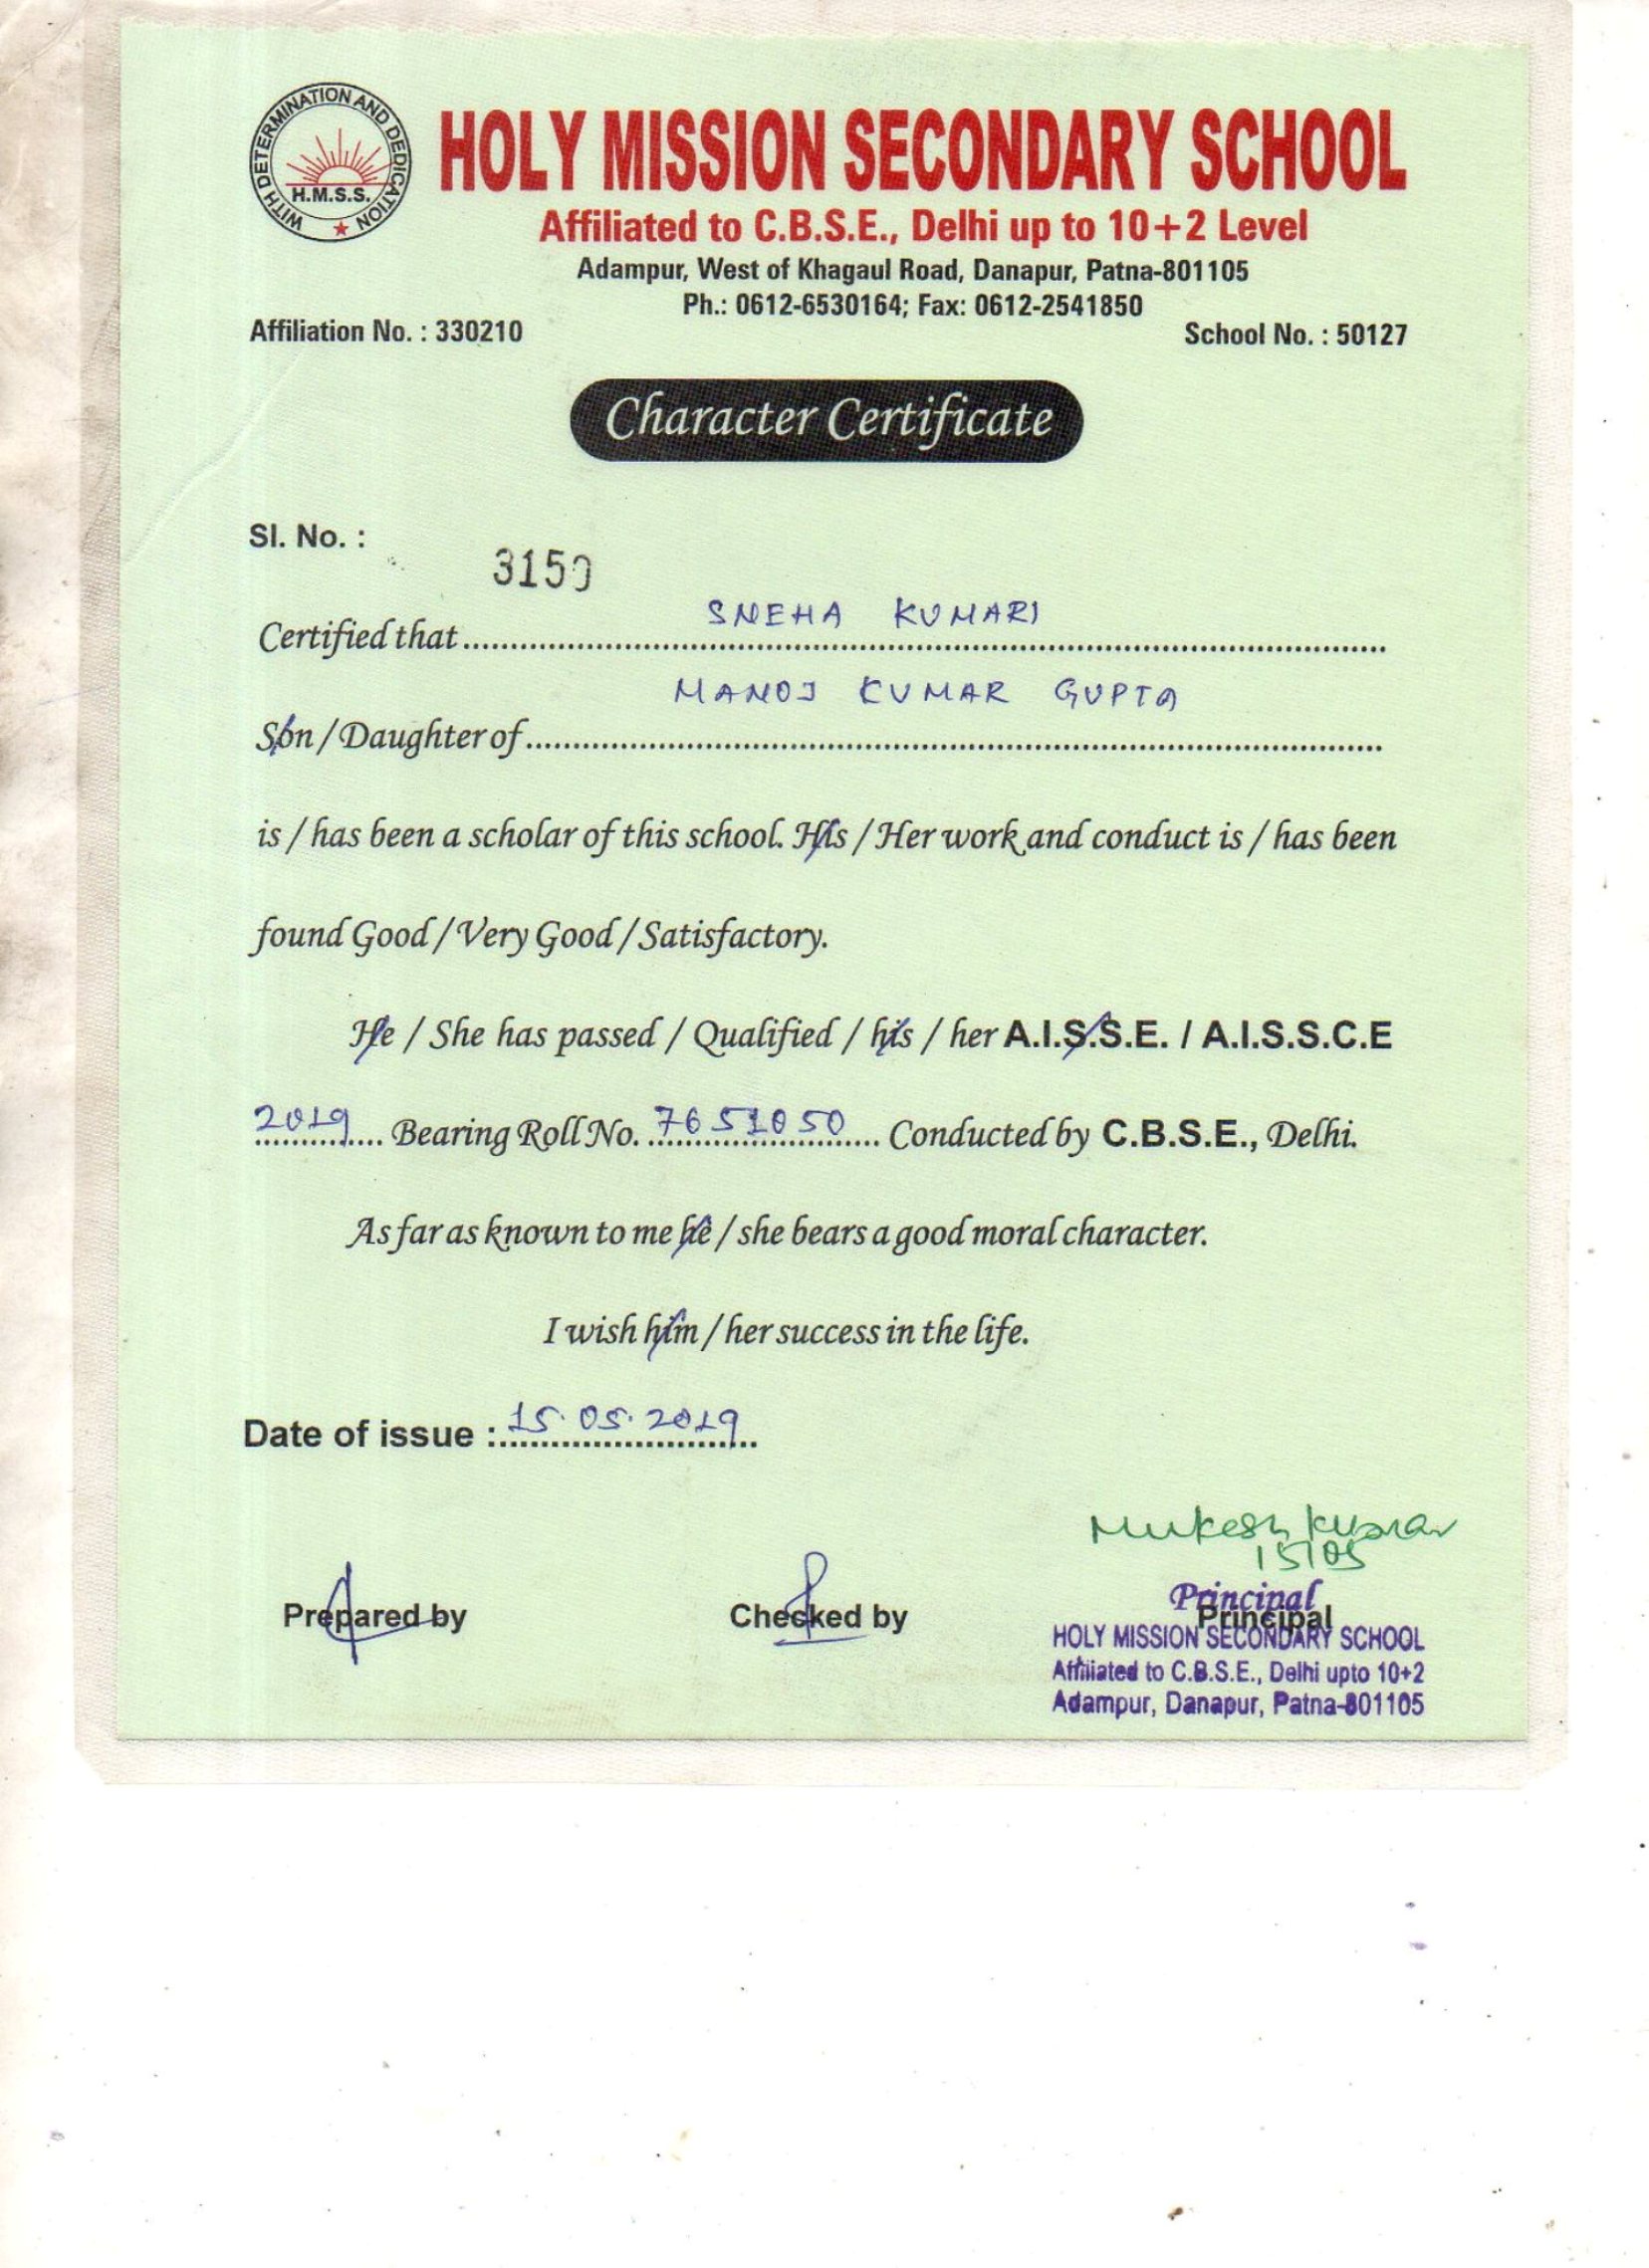 WITH DETERMINATION AND DEDICATION
H.M.S.S.
HOLY MISSION SECONDARY SCHOOL
Affiliated to C.B.S.E., Delhi up to 10+2 Level
Adampur, West of Khagaul Road, Danapur, Patna-801105
Ph.: 0612-6530164; Fax: 0612-2541850
Affiliation No. : 330210 School No. : 50127
Character Certificate
Sl. No. :
3150
SNEHA KUMARI
Certified that
MANOJ KUMAR GUPTA
Son / Daughter of
is / has been a scholar of this school. His / Her work and conduct is / has been
found Good / Very Good / Satisfactory.
He / She has passed / Qualified / his / her A.I.S.S.E. / A.I.S.S.C.E
2019 Bearing Roll No. 7651050 Conducted by C.B.S.E., Delhi.
As far as known to me he / she bears a good moral character.
I wish him / her success in the life.
Date of issue : 15.05.2019
Mukesh Kumar
15/05
Prepared by Checked by Principal
Principal
HOLY MISSION SECONDARY SCHOOL
Affiliated to C.B.S.E., Delhi upto 10+2
Adampur, Danapur, Patna-801105